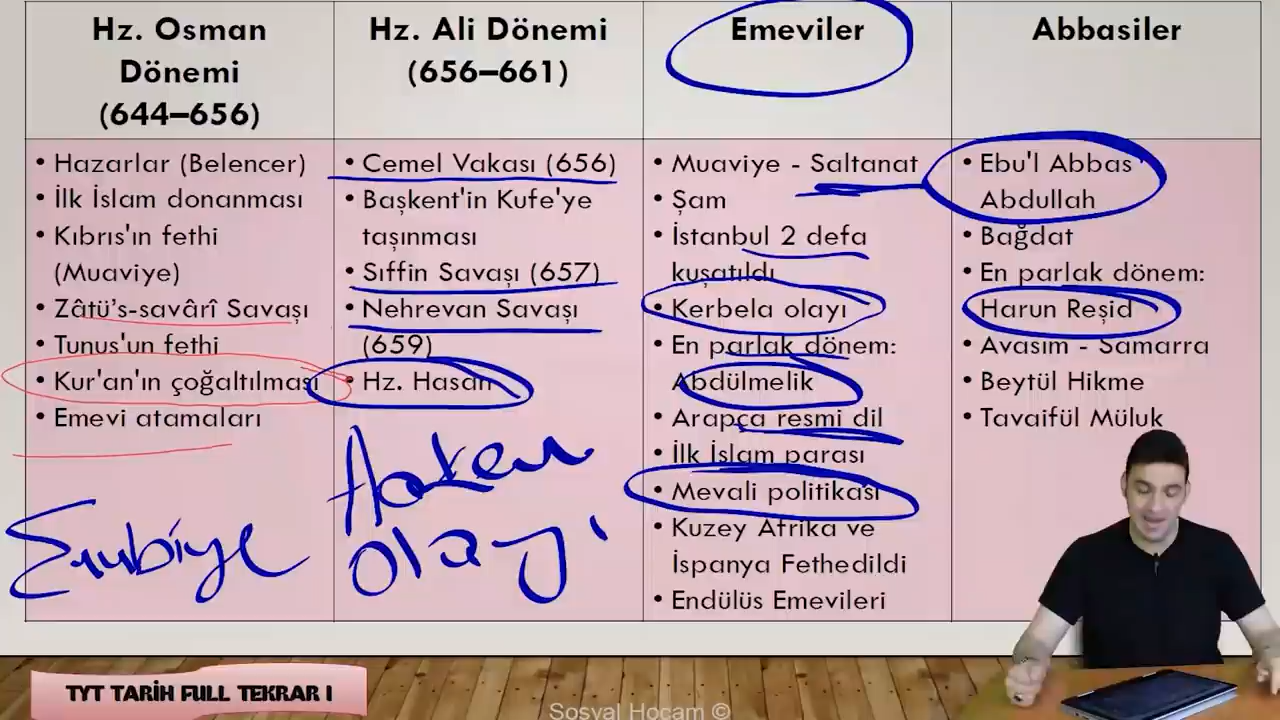 Hz. Osman
Dönemi
(644–656)
Hz. Ali Dönemi
(656–661)
Emeviler
Abbasiler
• Hazarlar (Belencer)
• İlk İslam donanması
• Kıbrıs'ın fethi
(Muaviye)
• Zâtü's-savârî Savaşı
• Tunus'un fethi
• Kur'an'ın çoğaltılması
• Emevi atamaları
• Cemel Vakası (656)
• Başkent'in Kufe'ye
taşınması
• Sıffin Savaşı (657)
• Nehrevan Savaşı
(659)
• Hz. Hasan
Hakem
olayı
• Muaviye - Saltanat
• Şam
• İstanbul 2 defa
kuşatıldı
• Kerbela olayı
• En parlak dönem:
Abdülmelik
• Arapça resmi dil
• İlk İslam parası
• Mevali politikası
• Kuzey Afrika ve
İspanya Fethedildi
• Endülüs Emevileri
• Ebu'l Abbas
Abdullah
• Bağdat
• En parlak dönem:
Harun Reşid
• Avasım - Samarra
• Beytül Hikme
• Tavaifül Müluk
TYT TARİH FULL TEKRAR I
Sosyal Hocam ©